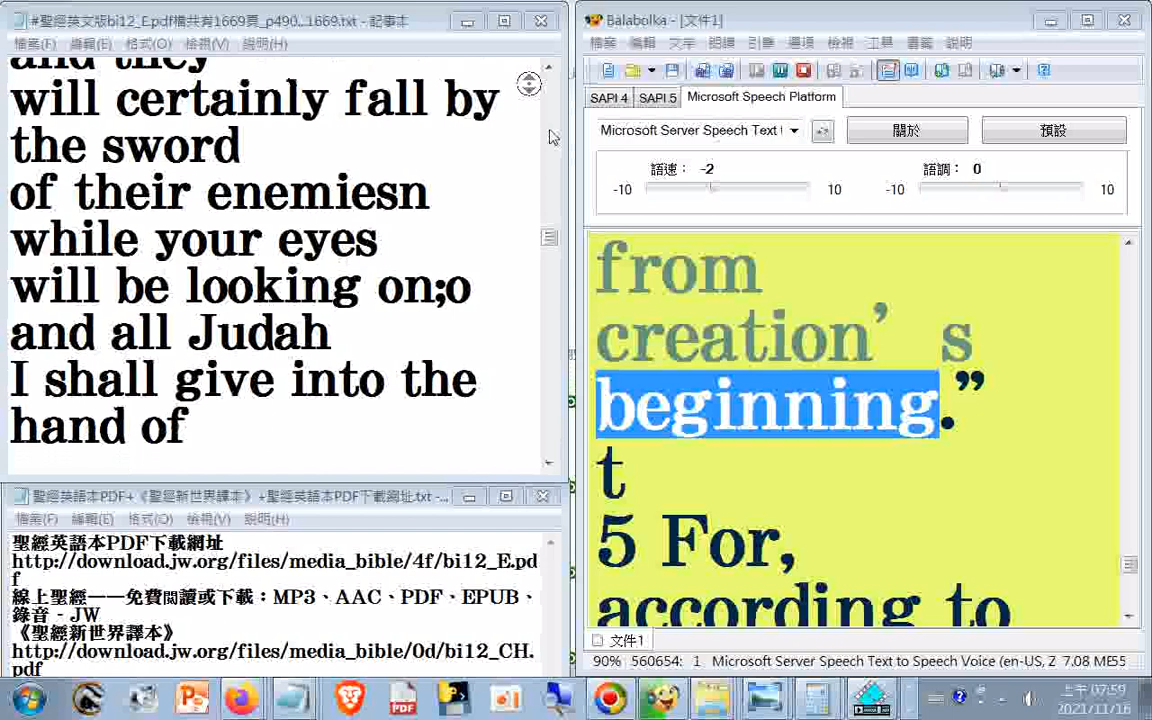 #聖經英文版bi12_E.pdf檔共有1669頁_p490...1669.txt - 記事本
檔案(F) 編輯(E) 格式(O) 檢視(V) 說明(H)
and they
will certainly fall by
the sword
of their enemiesn
while your eyes
will be looking on;o
and all Judah
I shall give into the
hand of
聖經英語本PDF+《聖經新世界譯本》+聖經英語本PDF下載網址.txt - ...
檔案(F) 編輯(E) 格式(O) 檢視(V) 說明(H)
聖經英語本PDF下載網址
http://download.jw.org/files/media_bible/4f/bi12_E.pd
f
線上聖經——免費閱讀或下載：MP3、AAC、PDF、EPUB、
錄音 - JW
《聖經新世界譯本》
http://download.jw.org/files/media_bible/0d/bi12_CH.
pdf
Balabolka - [文件1]
檔案 編輯 文字 朗讀 引擎 選項 檢視 工具 書籤 說明
SAPI 4 SAPI 5 Microsoft Speech Platform
Microsoft Server Speech Text 關於 預設
語速： -2 語調： 0
-10 10 -10 10
from
creation’s
beginning.”
t
5 For,
according to
文件1
90% 560654: 1 Microsoft Server Speech Text to Speech Voice (en-US, Z 7.08 ME55
上午 07:59
2021/11/16